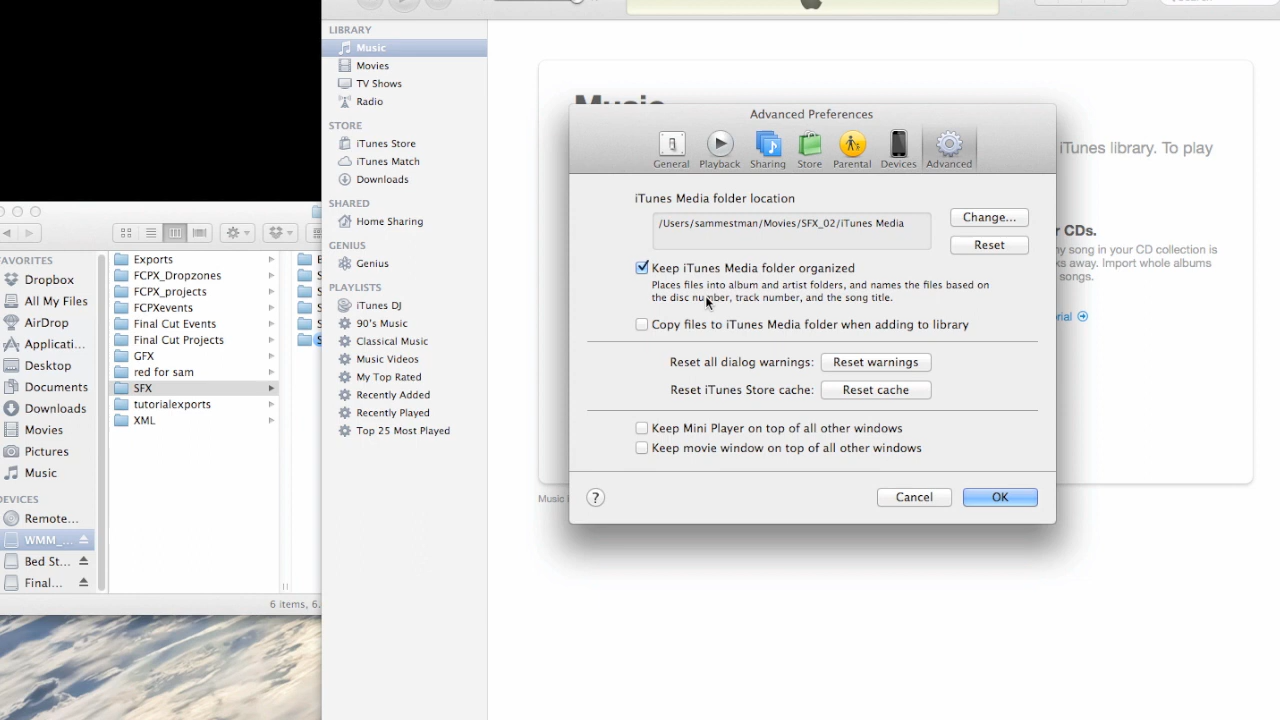 LIBRARY
Music
Movies
TV Shows
Radio
STORE
iTunes Store
iTunes Match
Downloads
SHARED
Home Sharing
GENIUS
Genius
PLAYLISTS
iTunes DJ
90's Music
Classical Music
Music Videos
My Top Rated
Recently Added
Recently Played
Top 25 Most Played
AVORITES
Dropbox
All My Files
AirDrop
Applicati...
Desktop
Documents
Downloads
Movies
Pictures
Music
DEVICES
Remote...
WMM_...
Bed St...
Final...
Exports
FCPX_Dropzones
FCPX_projects
FCPXevents
Final Cut Events
Final Cut Projects
GFX
red for sam
SFX
tutorialexports
XML
6 items, 6.
Music
iTunes library. To play
r CDs.
ny song in your CD collection is
ks away. Import whole albums
songs.
orial
Music
Advanced Preferences
General
Playback
Sharing
Store
Parental
Devices
Advanced
iTunes Media folder location
/Users/sammestman/Movies/SFX_02/iTunes Media
Change...
Reset
Keep iTunes Media folder organized
Places files into album and artist folders, and names the files based on
the disc number, track number, and the song title.
Copy files to iTunes Media folder when adding to library
Reset all dialog warnings: Reset warnings
Reset iTunes Store cache: Reset cache
Keep Mini Player on top of all other windows
Keep movie window on top of all other windows
?
Cancel
OK